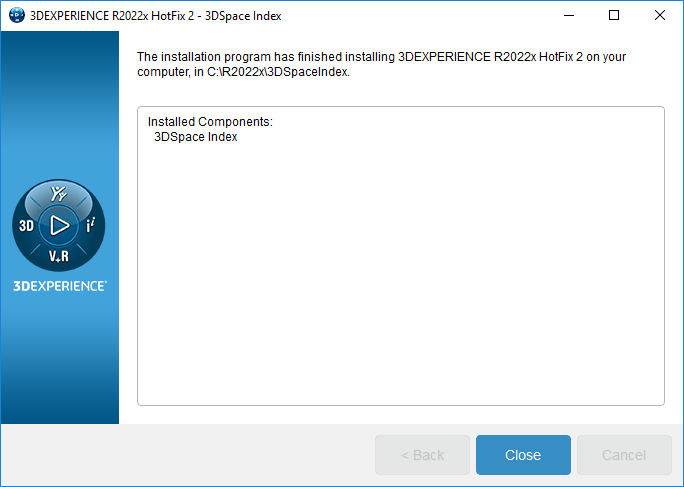 3DEXPERIENCE R2022x HotFix 2 - 3DSpace Index
The installation program has finished installing 3DEXPERIENCE R2022x HotFix 2 on your
computer, in C:\R2022x\3DSpaceIndex.
Installed Components:
3DSpace Index
3D
i²
V+R
3DEXPERIENCE
< Back
Close
Cancel